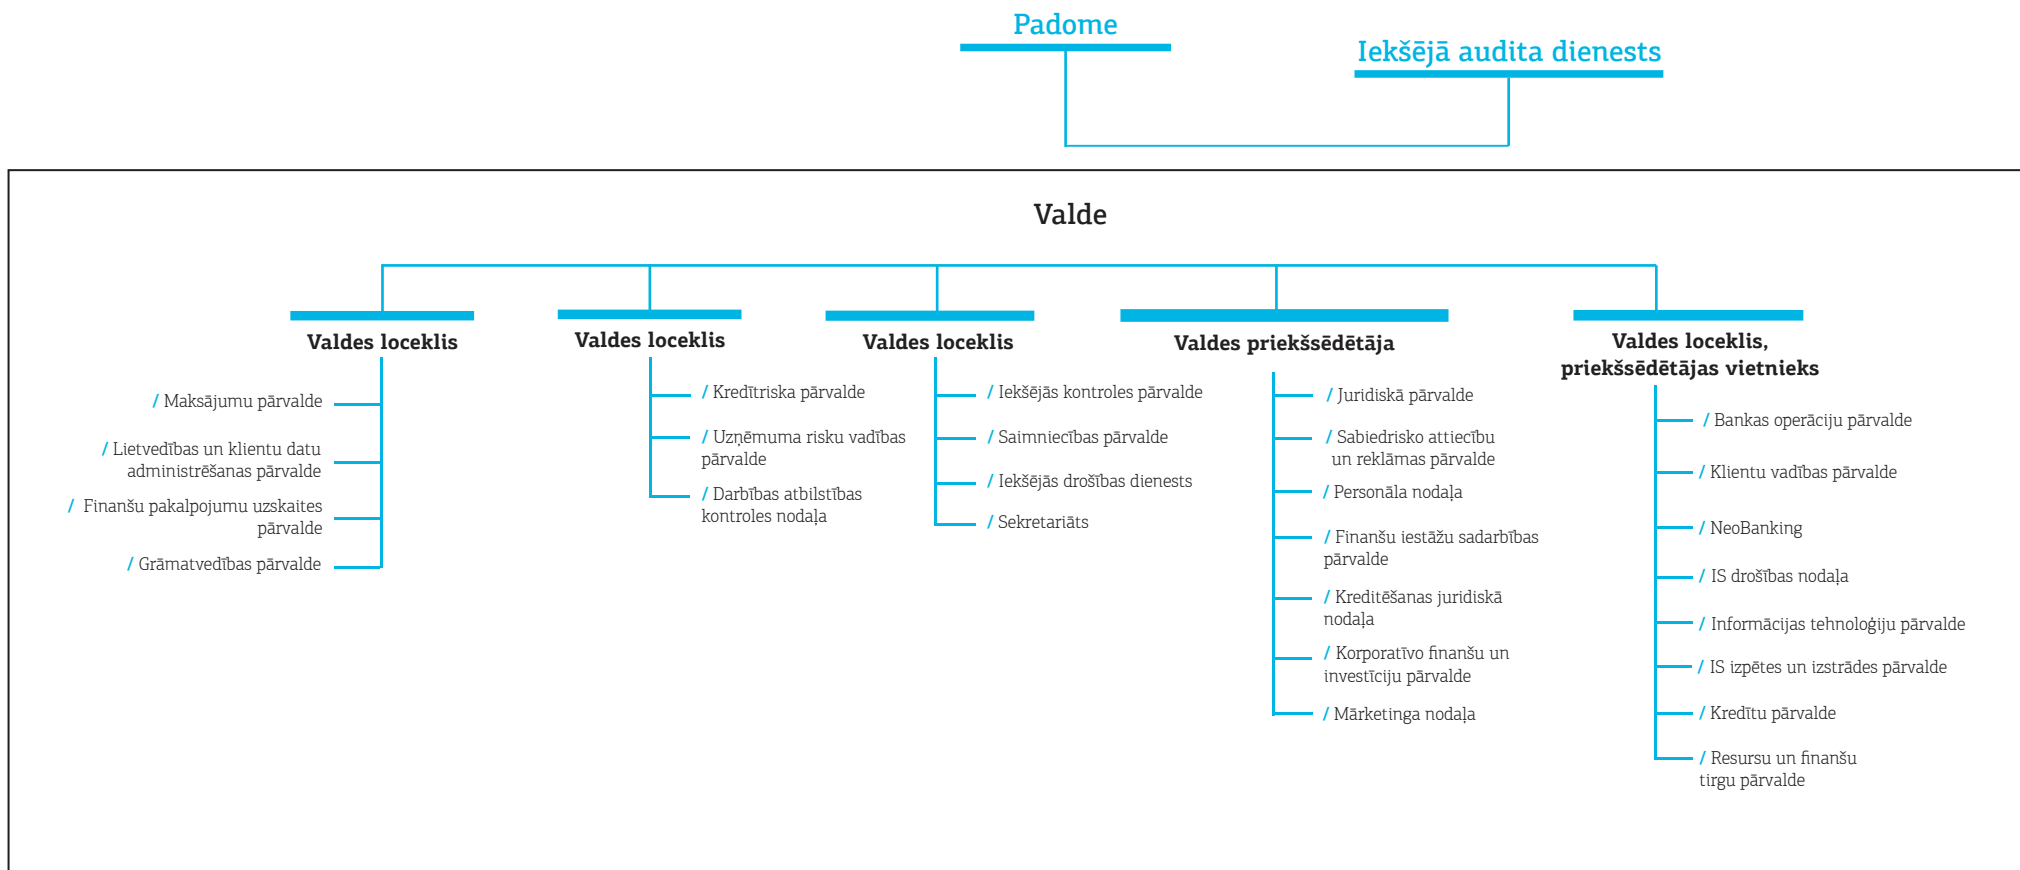 Padome
Iekšējā audita dienests
Valde
Valdes loceklis
/ Maksājumu pārvalde
/ Lietvedības un klientu datu
administrēšanas pārvalde
/ Finanšu pakalpojumu uzskaites
pārvalde
/ Grāmatvedības pārvalde
Valdes loceklis
/ Kredītriska pārvalde
/ Uzņēmuma risku vadības
pārvalde
/ Darbības atbilstības
kontroles nodaļa
Valdes loceklis
/ Iekšējās kontroles pārvalde
/ Saimniecības pārvalde
/ Iekšējās drošības dienests
/ Sekretariāts
Valdes priekšsēdētāja
/ Juridiskā pārvalde
/ Sabiedrisko attiecību
un reklāmas pārvalde
/ Personāla nodaļa
/ Finanšu iestāžu sadarbības
pārvalde
/ Kreditēšanas juridiskā
nodaļa
/ Korporatīvo finanšu un
investīciju pārvalde
/ Mārketinga nodaļa
Valdes loceklis,
priekšsēdētājas vietnieks
/ Bankas operāciju pārvalde
/ Klientu vadības pārvalde
/ NeoBanking
/ IS drošības nodaļa
/ Informācijas tehnoloģiju pārvalde
/ IS izpētes un izstrādes pārvalde
/ Kredītu pārvalde
/ Resursu un finanšu
tirgu pārvalde